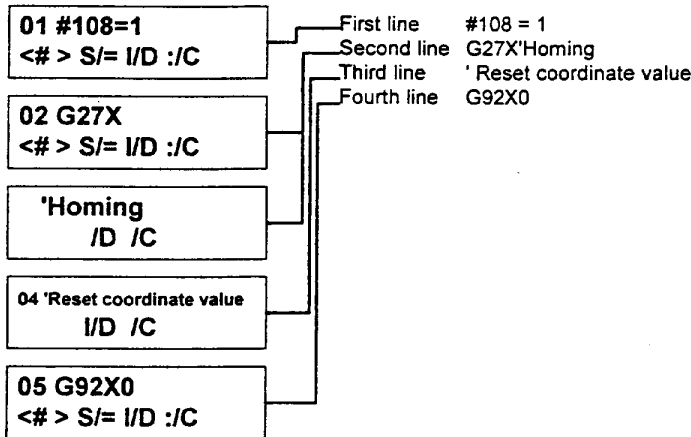 01 #108=1
<# > S/= I/D :/C
02 G27X
<# > S/= I/D :/C
'Homing
/D /C
04 'Reset coordinate value
I/D /C
05 G92X0
<# > S/= I/D :/C
First line #108 = 1
Second line G27X'Homing
Third line ' Reset coordinate value
Fourth line G92X0